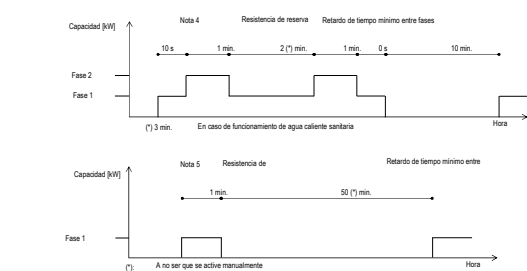 Nota 4 Resistencia de reserva Retardo de tiempo mínimo entre fases
Capacidad [kW]
10 s 1 min. 2 (*) min. 1 min. 0 s 10 min.
Fase 2
Fase 1
(*) 3 min. En caso de funcionamiento de agua caliente sanitaria Hora
Nota 5 Resistencia de Retardo de tiempo mínimo entre
Capacidad [kW]
1 min. 50 (*) min.
Fase 1
(*): A no ser que se active manualmente Hora